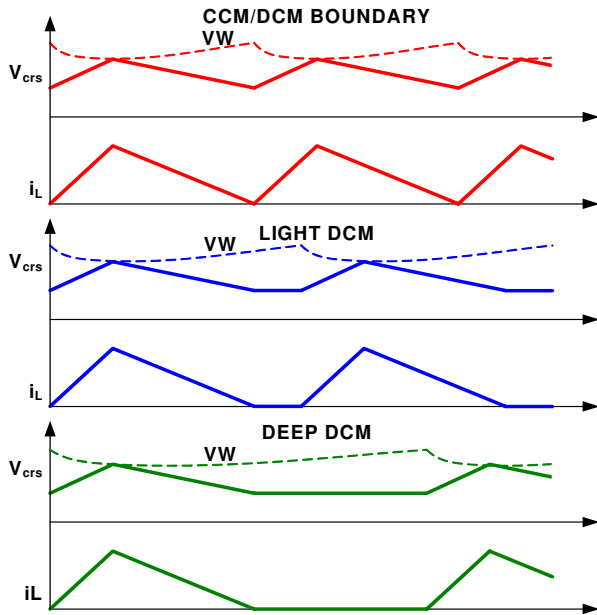 CCM/DCM BOUNDARY
VW
Vcrs
iL
LIGHT DCM
VW
Vcrs
iL
DEEP DCM
VW
Vcrs
iL